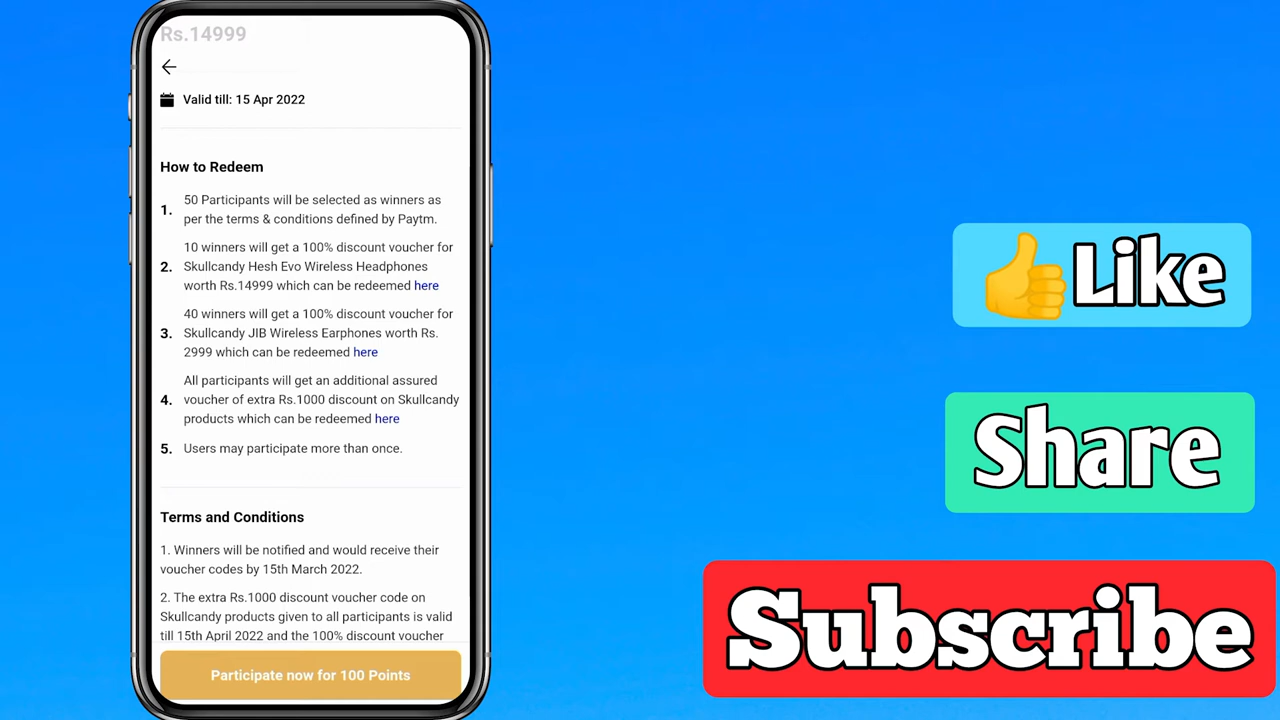 Rs.14999
Valid till: 15 Apr 2022
How to Redeem
1. 50 Participants will be selected as winners as
per the terms & conditions defined by Paytm.
2. 10 winners will get a 100% discount voucher for
Skullcandy Hesh Evo Wireless Headphones
worth Rs.14999 which can be redeemed here
3. 40 winners will get a 100% discount voucher for
Skullcandy JIB Wireless Earphones worth Rs.
2999 which can be redeemed here
4. All participants will get an additional assured
voucher of extra Rs.1000 discount on Skullcandy
products which can be redeemed here
5. Users may participate more than once.
Terms and Conditions
1. Winners will be notified and would receive their
voucher codes by 15th March 2022.
2. The extra Rs.1000 discount voucher code on
Skullcandy products given to all participants is valid
till 15th April 2022 and the 100% discount voucher
Participate now for 100 Points
Like
Share
Subscribe